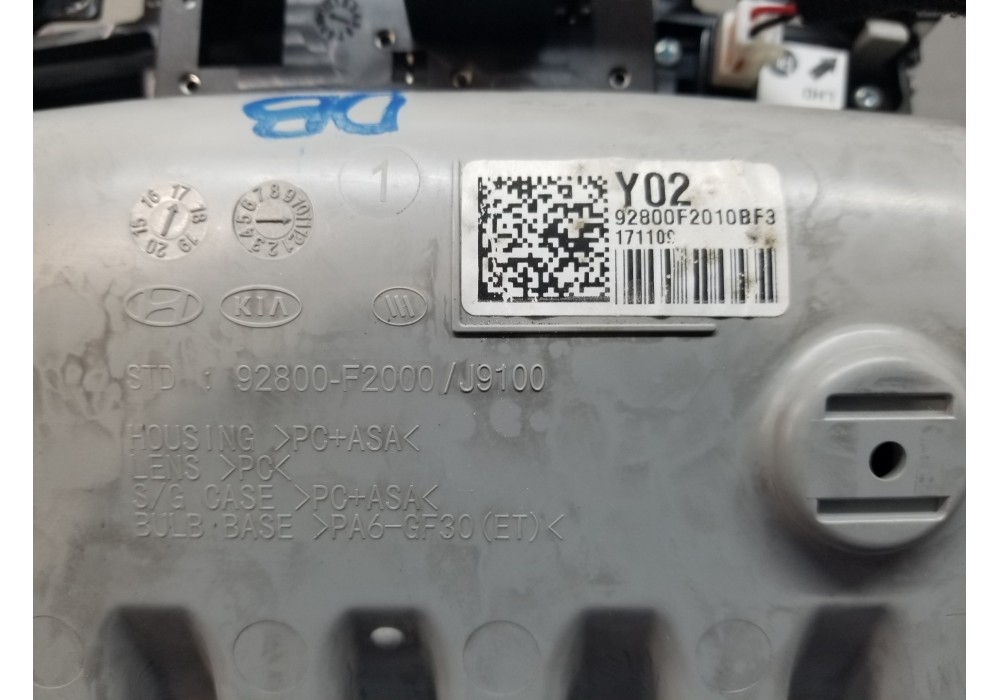 DB
LHD
1
15 16 17 18 19 20
1 2 3 4 5 6 7 8 9 10 11 12
Y02
92800F2010BF3
171109
KIA
STD : 92800-F2000/J9100
HOUSING >PC+ASA<
LENS >PC<
S/G CASE >PC+ASA<
BULB·BASE >PA6-GF30(ET)<